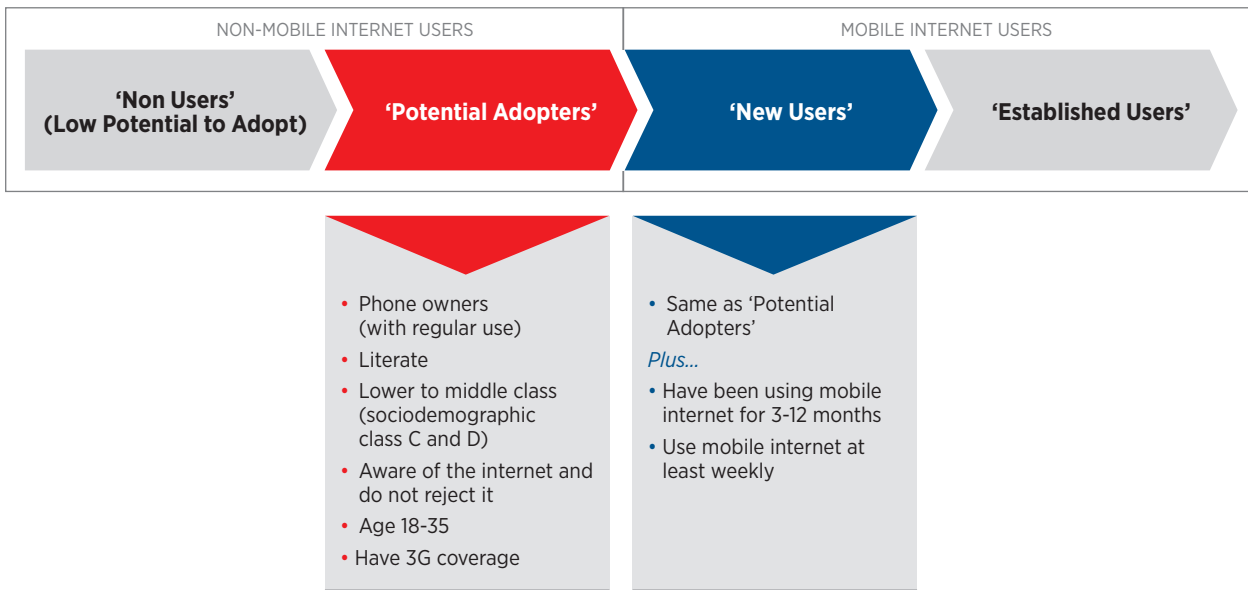 NON-MOBILE INTERNET USERS
MOBILE INTERNET USERS
‘Non Users’
(Low Potential to Adopt)
‘Potential Adopters’
‘New Users’
‘Established Users’
• Phone owners
(with regular use)
• Literate
• Lower to middle class
(sociodemographic
class C and D)
• Aware of the internet and
do not reject it
• Age 18-35
• Have 3G coverage
• Same as ‘Potential
Adopters’
Plus...
• Have been using mobile
internet for 3-12 months
• Use mobile internet at
least weekly